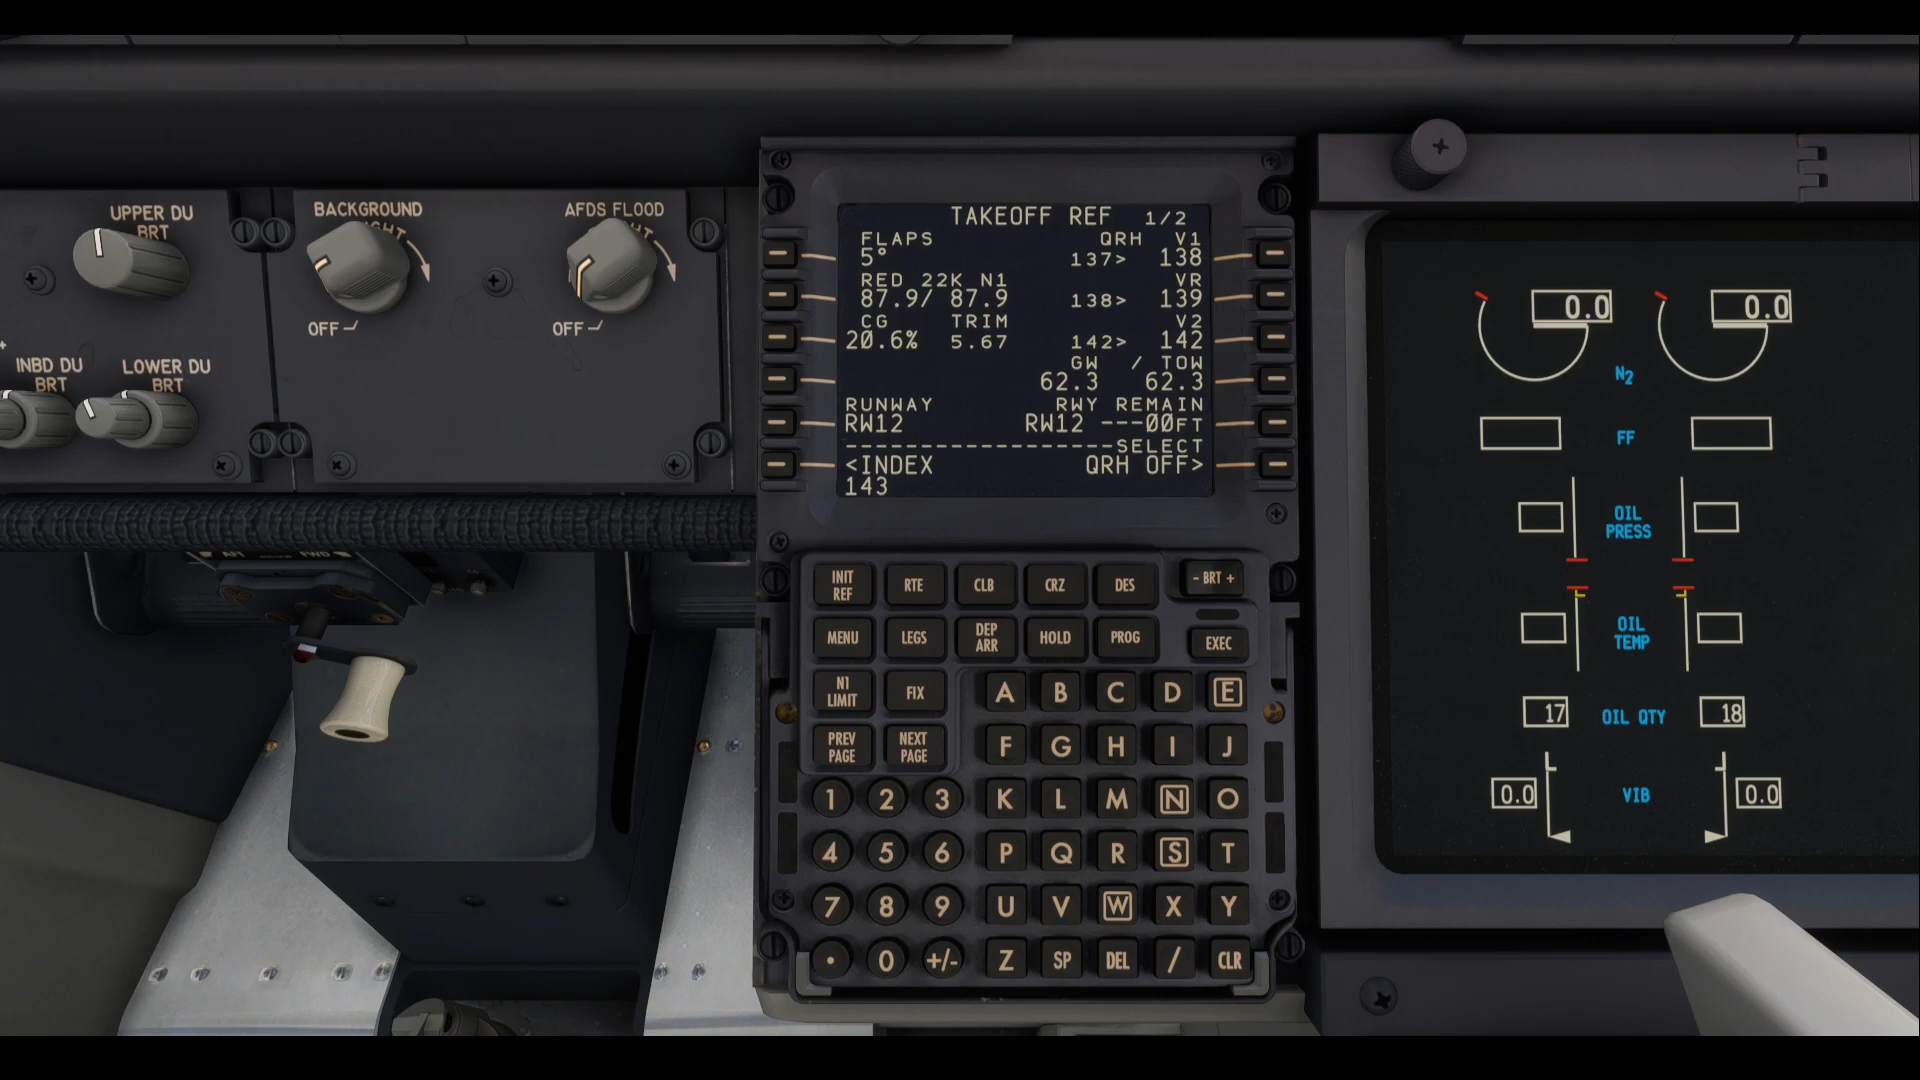 UPPER DU
BRT
BACKGROUND
OFF
AFDS FLOOD
OFF
INBD DU
BRT
LOWER DU
BRT
TAKEOFF REF 1/2
FLAPS QRH V1
5° 137> 138
RED 22K N1 VR
87.9/ 87.9 138> 139
CG TRIM V2
20.6% 5.67 142> 142
GW / TOW
62.3 62.3
RUNWAY RWY REMAIN
RW12 RW12 ---00FT
------------------SELECT
<INDEX QRH OFF>
143
INIT REF RTE CLB CRZ DES - BRT +
MENU LEGS DEP ARR HOLD PROG EXEC
N1 LIMIT FIX A B C D E
PREV PAGE NEXT PAGE F G H I J
1 2 3 K L M N O
4 5 6 P Q R S T
7 8 9 U V W X Y
. 0 +/- Z SP DEL / CLR
0.0 0.0
N2
FF
OIL
PRESS
OIL
TEMP
17 OIL QTY 18
0.0 VIB 0.0